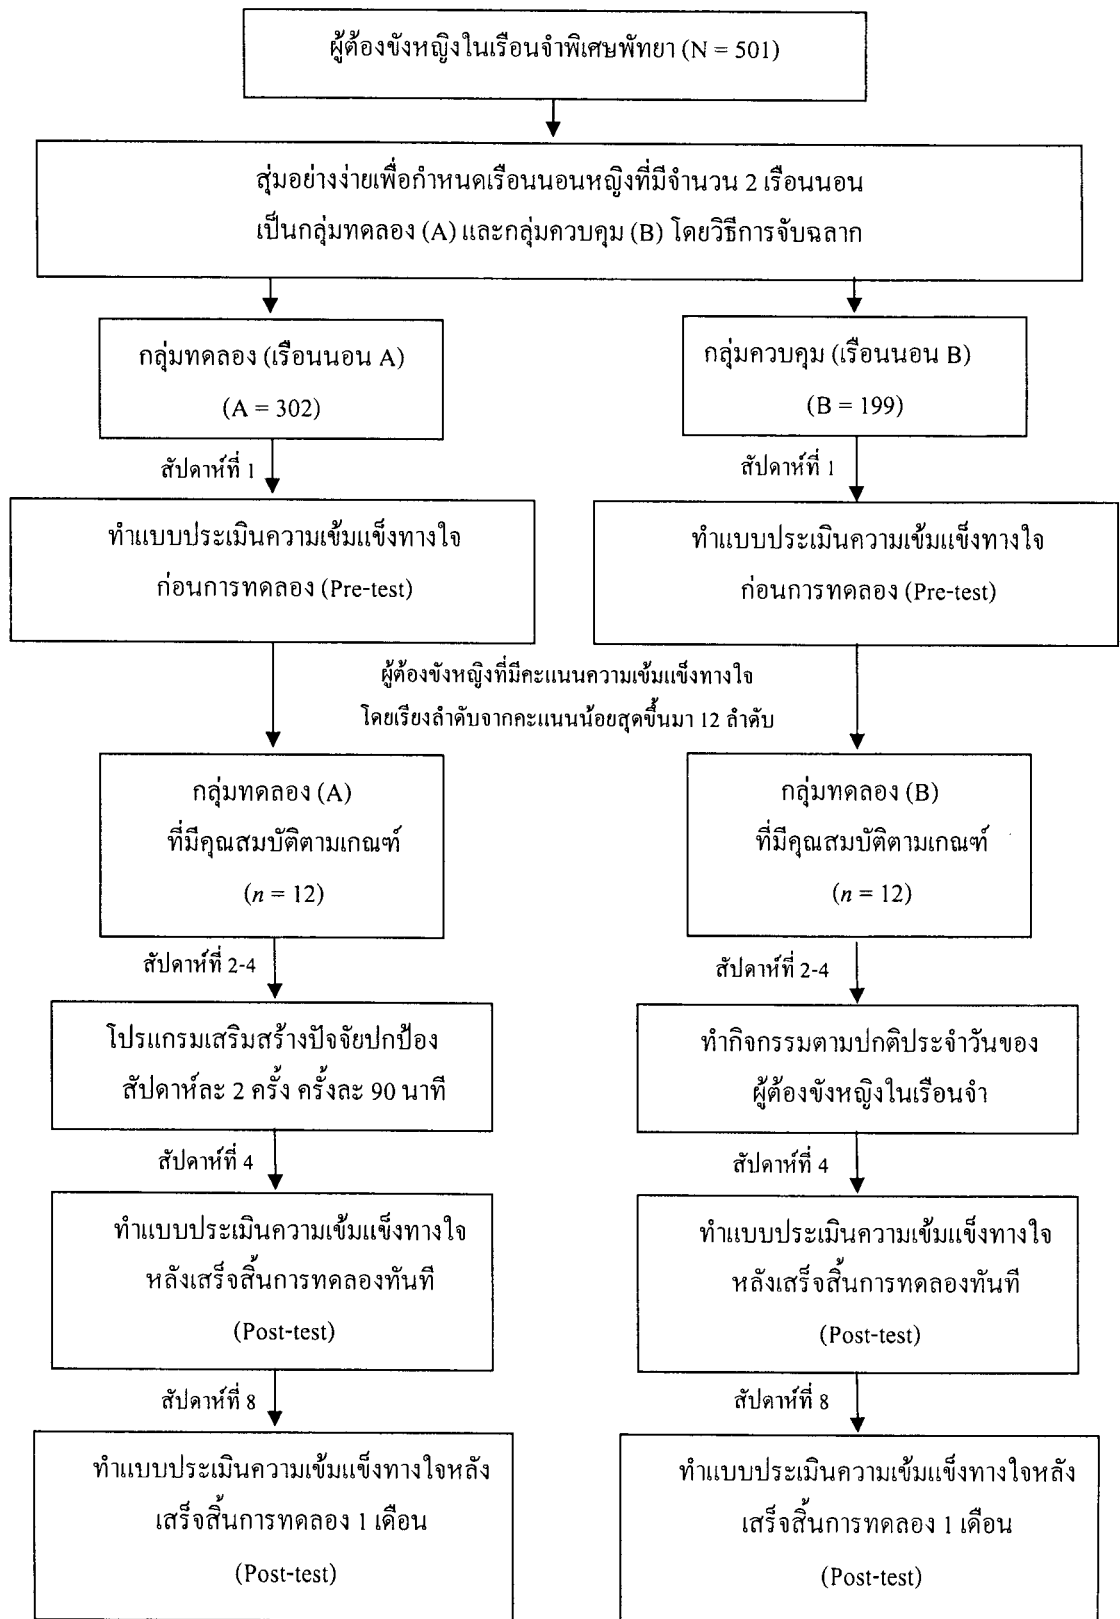 ผู้ต้องขังหญิงในเรือนจำพิเศษพัทยา (N = 501)
สุ่มอย่างง่ายเพื่อกำหนดเรือนนอนหญิงที่มีจำนวน 2 เรือนนอน
เป็นกลุ่มทดลอง (A) และกลุ่มควบคุม (B) โดยวิธีการจับฉลาก
กลุ่มทดลอง (เรือนนอน A)
(A = 302)
กลุ่มควบคุม (เรือนนอน B)
(B = 199)
สัปดาห์ที่ 1
สัปดาห์ที่ 1
ทำแบบประเมินความเข้มแข็งทางใจ
ก่อนการทดลอง (Pre-test)
ทำแบบประเมินความเข้มแข็งทางใจ
ก่อนการทดลอง (Pre-test)
ผู้ต้องขังหญิงที่มีคะแนนความเข้มแข็งทางใจ
โดยเรียงลำดับจากคะแนนน้อยสุดขึ้นมา 12 ลำดับ
กลุ่มทดลอง (A)
ที่มีคุณสมบัติตามเกณฑ์
(n = 12)
กลุ่มทดลอง (B)
ที่มีคุณสมบัติตามเกณฑ์
(n = 12)
สัปดาห์ที่ 2-4
สัปดาห์ที่ 2-4
โปรแกรมเสริมสร้างปัจจัยปกป้อง
สัปดาห์ละ 2 ครั้ง ครั้งละ 90 นาที
ทำกิจกรรมตามปกติประจำวันของ
ผู้ต้องขังหญิงในเรือนจำ
สัปดาห์ที่ 4
สัปดาห์ที่ 4
ทำแบบประเมินความเข้มแข็งทางใจ
หลังเสร็จสิ้นการทดลองทันที
(Post-test)
ทำแบบประเมินความเข้มแข็งทางใจ
หลังเสร็จสิ้นการทดลองทันที
(Post-test)
สัปดาห์ที่ 8
สัปดาห์ที่ 8
ทำแบบประเมินความเข้มแข็งทางใจหลัง
เสร็จสิ้นการทดลอง 1 เดือน
(Post-test)
ทำแบบประเมินความเข้มแข็งทางใจหลัง
เสร็จสิ้นการทดลอง 1 เดือน
(Post-test)